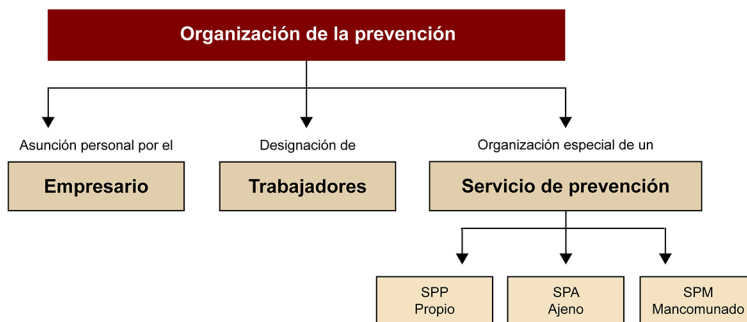 Organización de la prevención
Asunción personal por el
Designación de
Organización especial de un
Empresario
Trabajadores
Servicio de prevención
SPP
Propio
SPA
Ajeno
SPM
Mancomunado